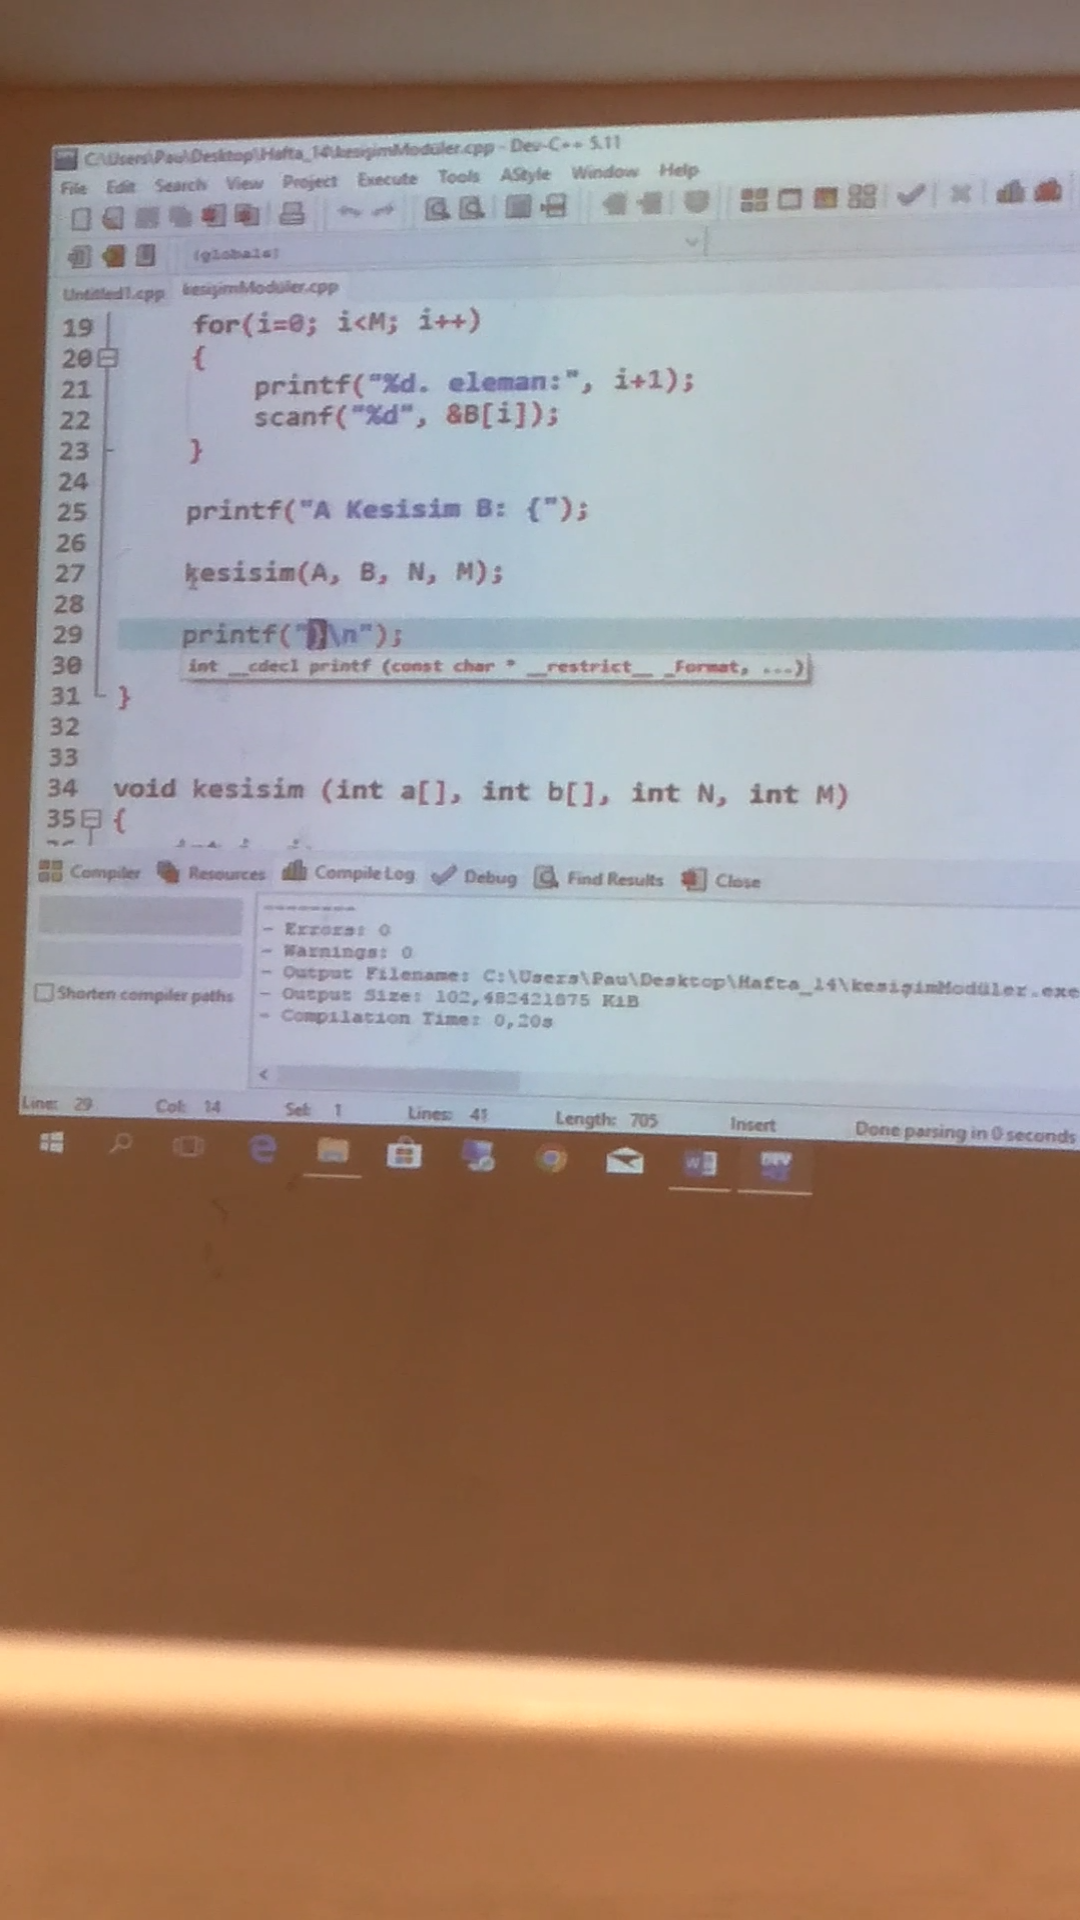 C:\Users\Pau\Desktop\Hafta_14\kesişimModüler.cpp - Dev-C++ 5.11
File Edit Search View Project Execute Tools AStyle Window Help
(globals)
Untitled1.cpp kesişimModüler.cpp
19 for(i=0; i<M; i++)
20 {
21 printf("%d. eleman:", i+1);
22 scanf("%d", &B[i]);
23 }
24
25 printf("A Kesisim B: {");
26
27 kesisim(A, B, N, M);
28
29 printf("}\n");
30 int __cdecl printf (const char * __restrict__ _Format, ...)
31 }
32
33
34 void kesisim (int a[], int b[], int N, int M)
35 {
Compiler Resources Compile Log Debug Find Results Close
--------
- Errors: 0
- Warnings: 0
- Output Filename: C:\Users\Pau\Desktop\Hafta_14\kesişimModüler.exe
Shorten compiler paths - Output Size: 102,482421875 KiB
- Compilation Time: 0,20s
Line: 29 Col: 14 Sel: 1 Lines: 41 Length: 705 Insert Done parsing in 0 seconds
W DEV